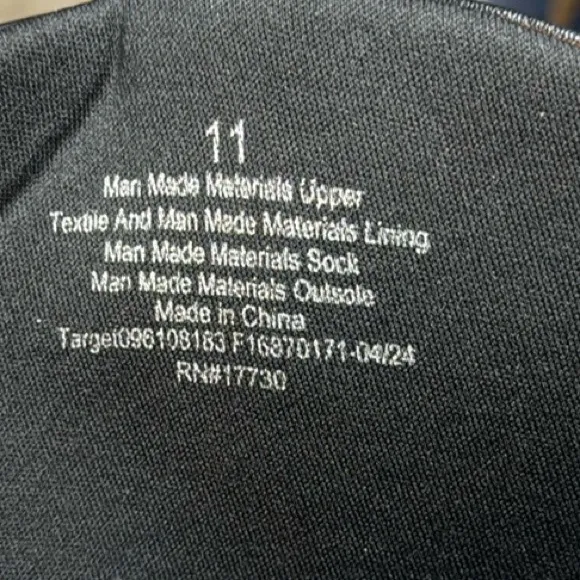 11
Man Made Materials Upper
Textile And Man Made Materials Lining
Man Made Materials Sock
Man Made Materials Outsole
Made in China
Target096108183 F16870171-04/24
RN#17730